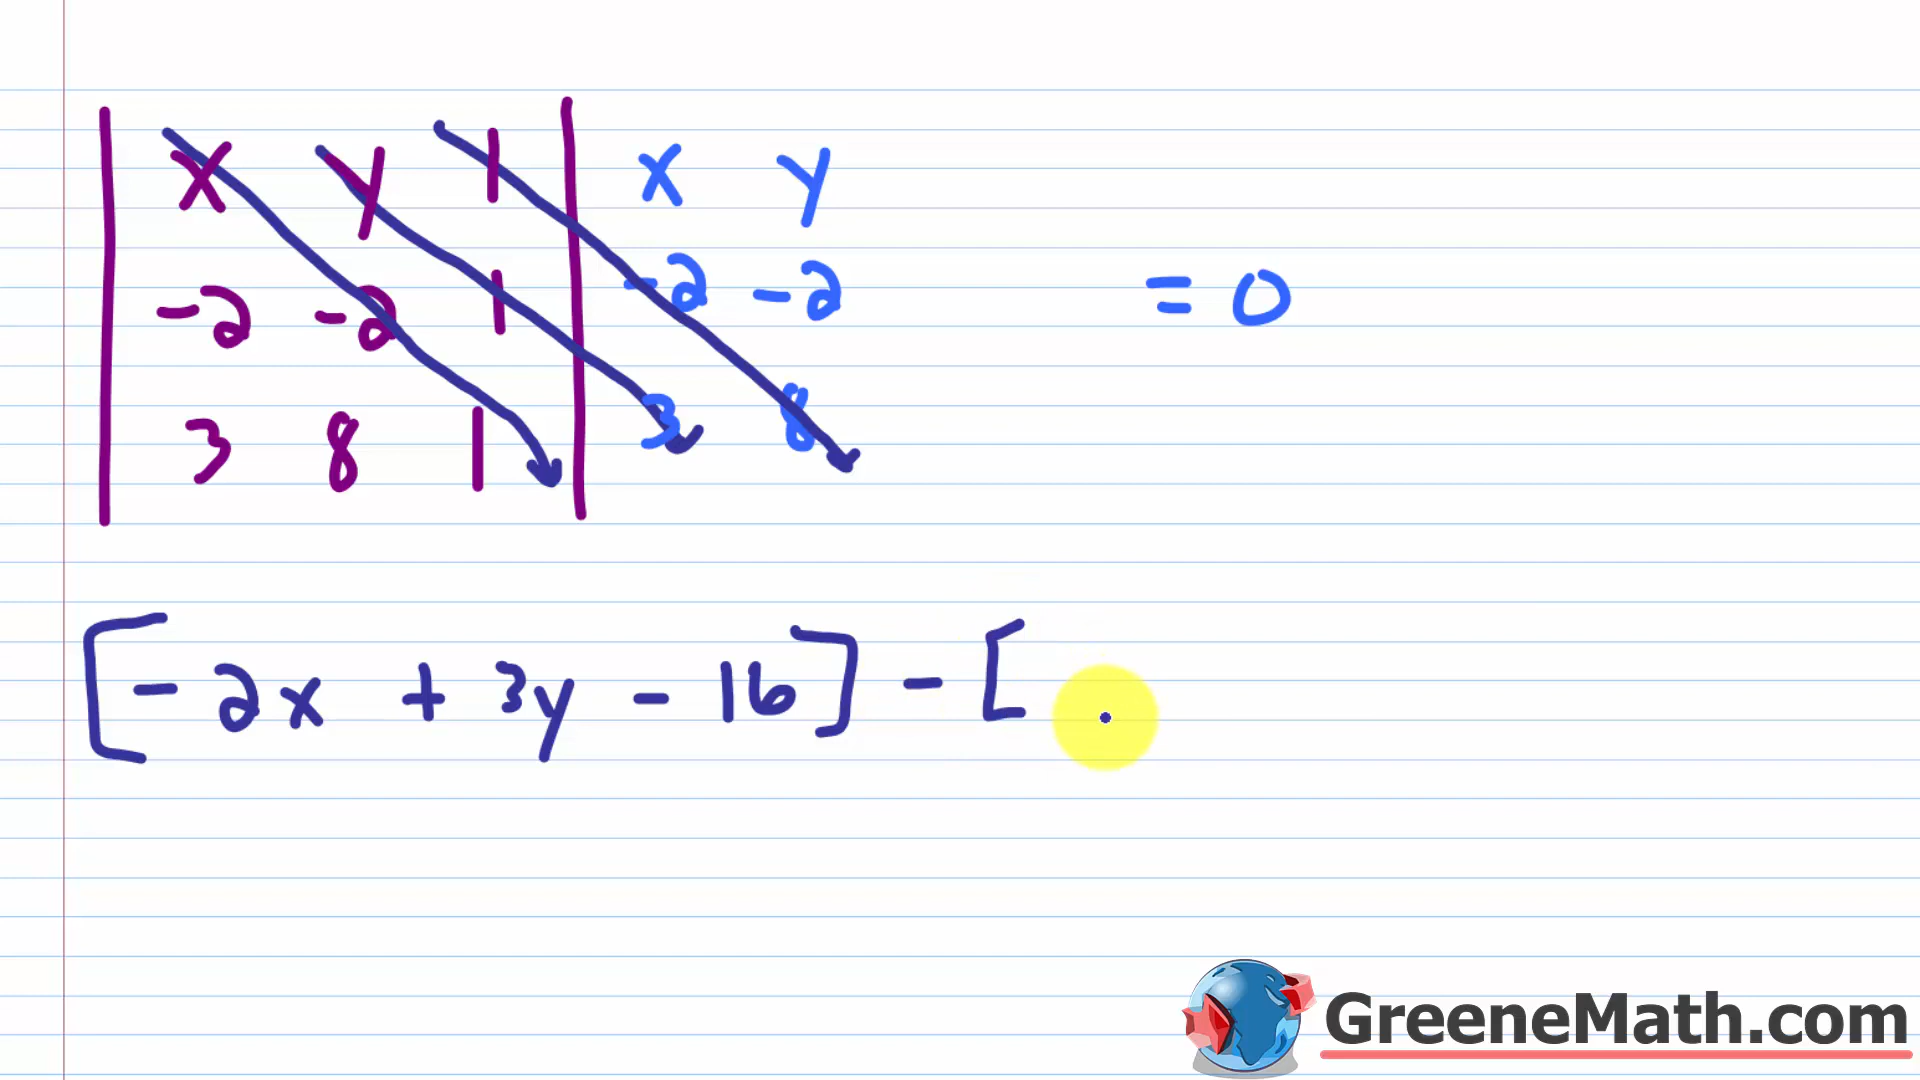 | x y 1 | x y
| -2 -2 1 | -2 -2 = 0
| 3 8 1 | 3 8
[-2x + 3y - 16] - [
GreeneMath.com